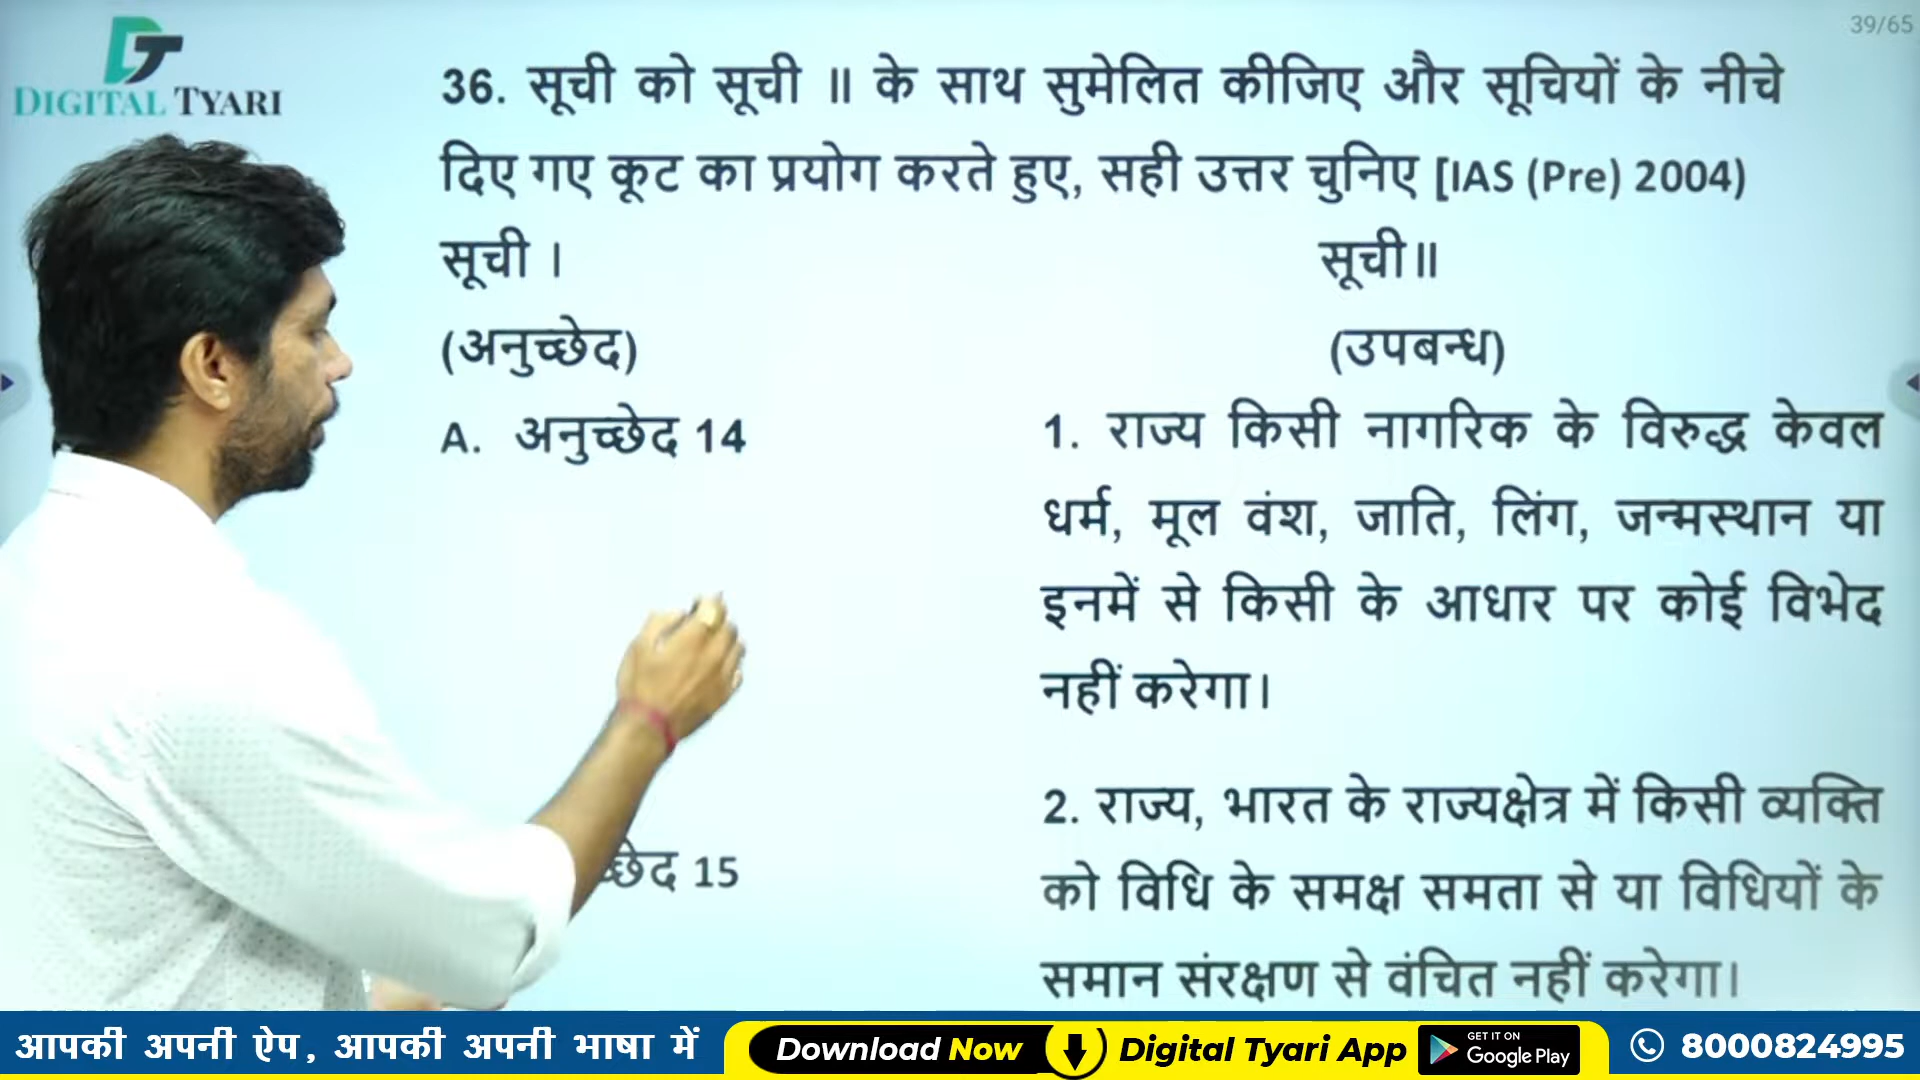 39/65
DIGITAL TYARI
36. सूची को सूची II के साथ सुमेलित कीजिए और सूचियों के नीचे
दिए गए कूट का प्रयोग करते हुए, सही उत्तर चुनिए [IAS (Pre) 2004)
सूची I
सूची II
(अनुच्छेद)
(उपबन्ध)
A. अनुच्छेद 14
1. राज्य किसी नागरिक के विरुद्ध केवल
धर्म, मूल वंश, जाति, लिंग, जन्मस्थान या
इनमें से किसी के आधार पर कोई विभेद
नहीं करेगा।
2. राज्य, भारत के राज्यक्षेत्र में किसी व्यक्ति
च्छेद 15
को विधि के समक्ष समता से या विधियों के
समान संरक्षण से वंचित नहीं करेगा।
आपकी अपनी ऐप, आपकी अपनी भाषा में
Download Now
Digital Tyari App
GET IT ON
Google Play
8000824995